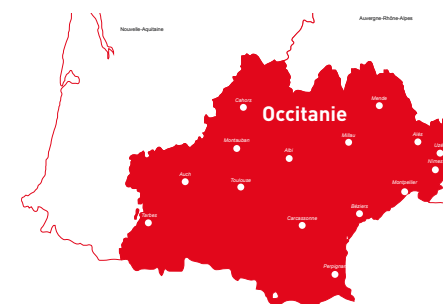 Nouvelle-Aquitaine
Auvergne-Rhône-Alpes
Cahors
Mende
Occitanie
Millau
Alès
Montauban
Albi
Nîmes
Auch
Toulouse
Montpellier
Béziers
Tarbes
Carcassonne
Perpignan